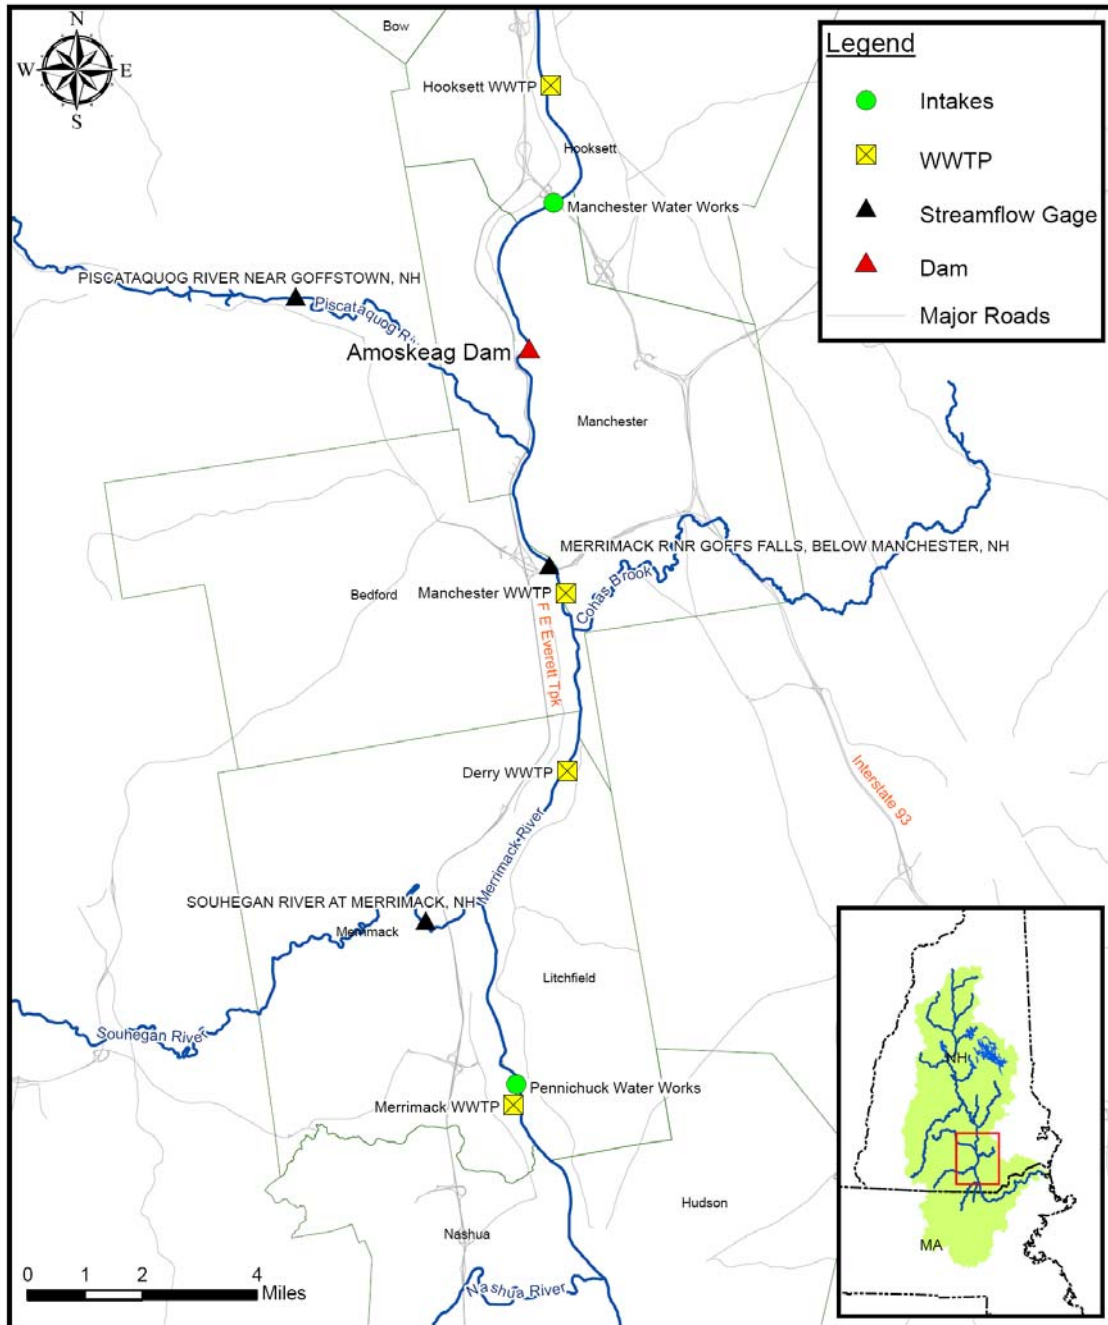 Bow
N
W E
S
Legend
Intakes
WWTP
Streamflow Gage
Dam
Major Roads
Hooksett WWTP
Hooksett
Manchester Water Works
PISCATAQUOG RIVER NEAR GOFFSTOWN, NH
Piscataquog Riv
Amoskeag Dam
Manchester
MERRIMACK R NR GOFFS FALLS, BELOW MANCHESTER, NH
Bedford
Manchester WWTP
Cohas Brook
F E Everett Tpk
Derry WWTP
Interstate 93
Merrimack River
SOUHEGAN RIVER AT MERRIMACK, NH
Merrimack
Litchfield
Souhegan River
Pennichuck Water Works
Merrimack WWTP
Hudson
Nashua
Nashua River
0 1 2 4
Miles
NH
MA